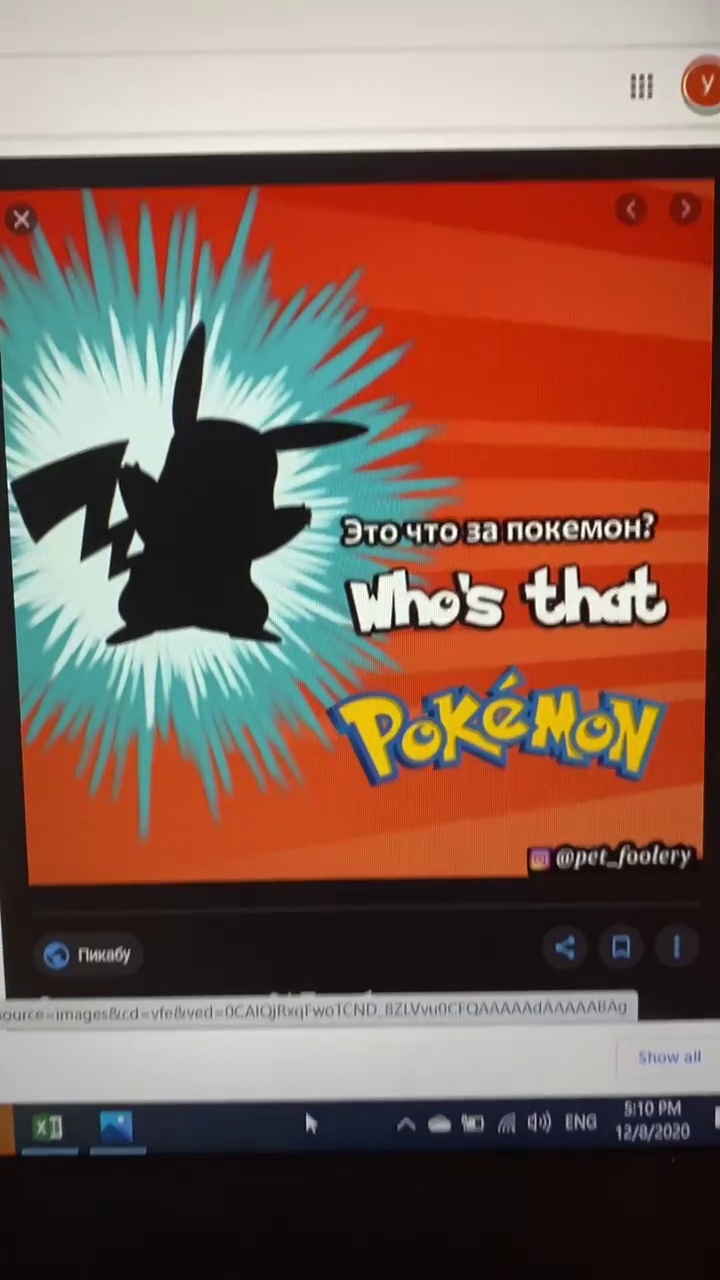 У
Это что за покемон?
Who's that
POKéMON
@pet_foolery
Пикабу
Show all
ENG
5:10 PM
12/8/2020